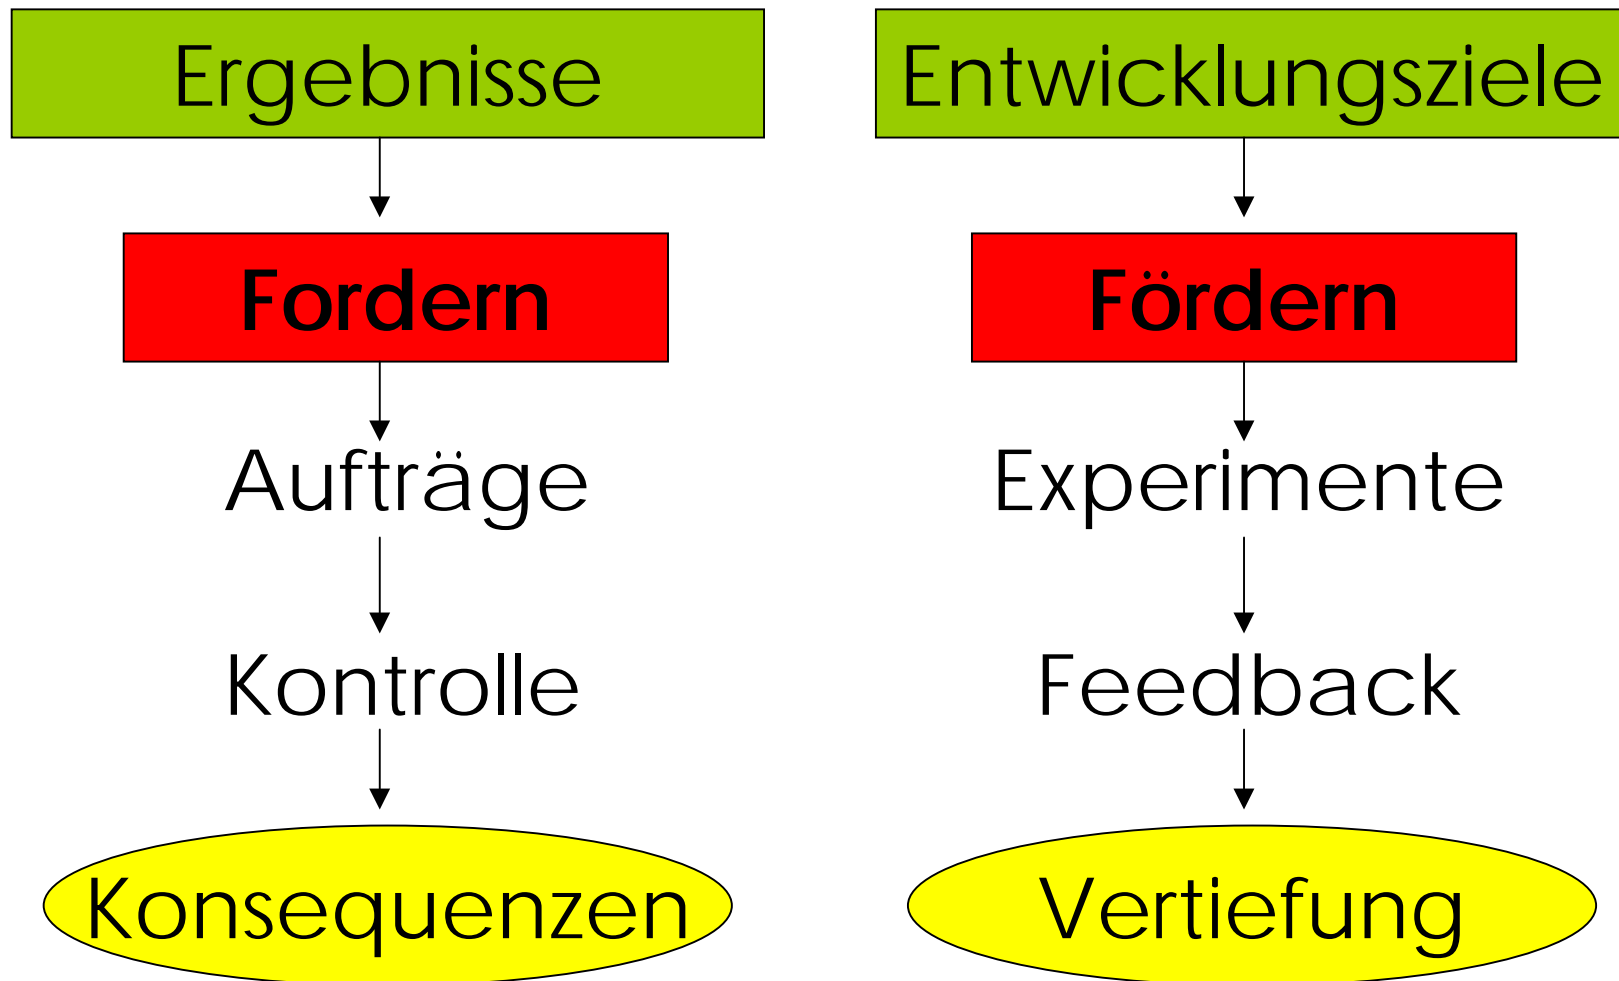 Ergebnisse
Fordern
Aufträge
Kontrolle
Konsequenzen
Entwicklungsziele
Fördern
Experimente
Feedback
Vertiefung